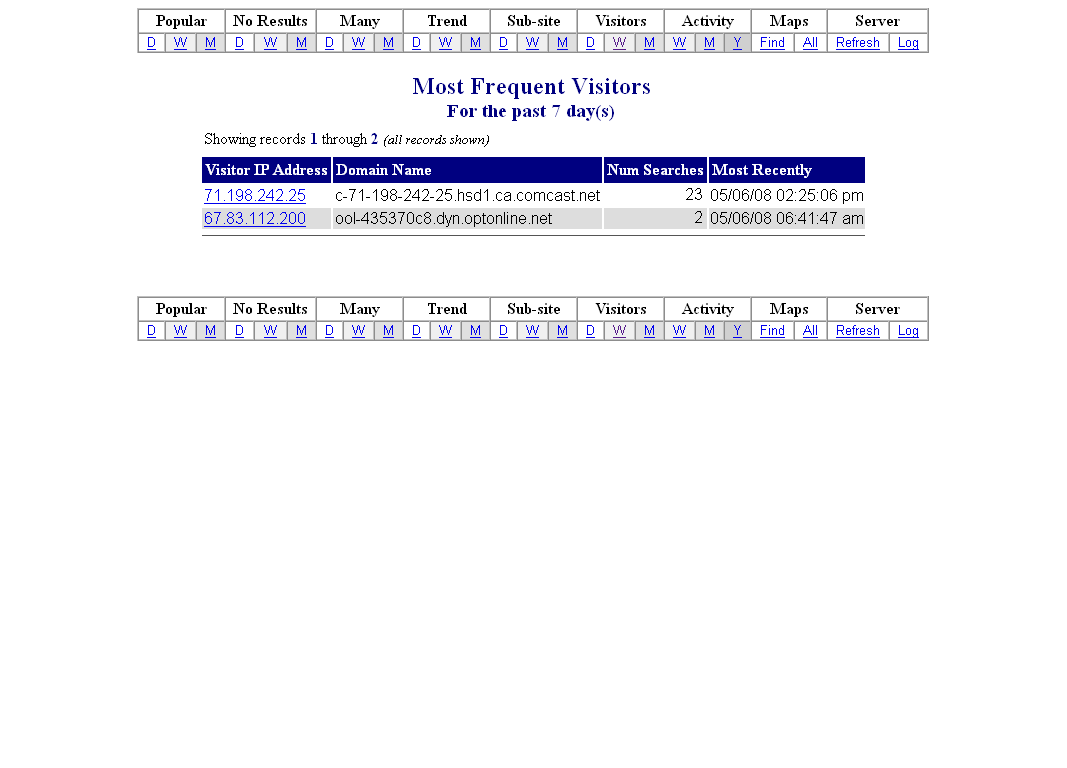 Popular No Results Many Trend Sub-site Visitors Activity Maps Server
D W M D W M D W M D W M D W M D W M W M Y Find All Refresh Log
Most Frequent Visitors
For the past 7 day(s)
Showing records 1 through 2 (all records shown)
Visitor IP Address Domain Name Num Searches Most Recently
71.198.242.25 c-71-198-242-25.hsd1.ca.comcast.net 23 05/06/08 02:25:06 pm
67.83.112.200 ool-435370c8.dyn.optonline.net 2 05/06/08 06:41:47 am
Popular No Results Many Trend Sub-site Visitors Activity Maps Server
D W M D W M D W M D W M D W M D W M W M Y Find All Refresh Log